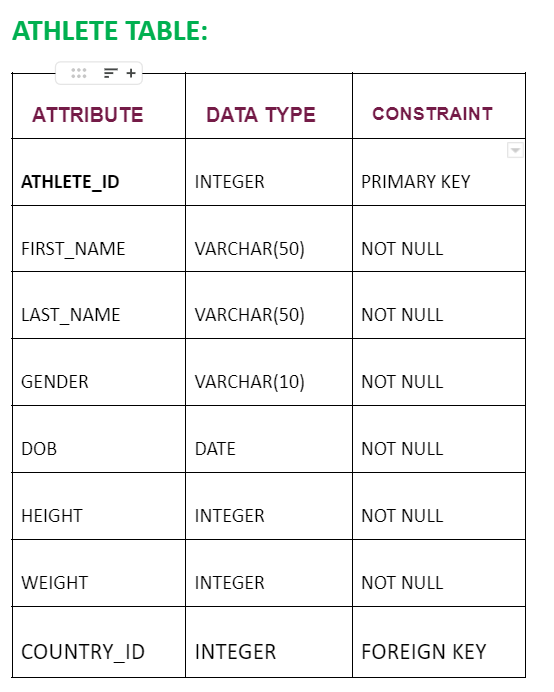 ATHLETE TABLE:
ATTRIBUTE DATA TYPE CONSTRAINT
ATHLETE_ID INTEGER PRIMARY KEY
FIRST_NAME VARCHAR(50) NOT NULL
LAST_NAME VARCHAR(50) NOT NULL
GENDER VARCHAR(10) NOT NULL
DOB DATE NOT NULL
HEIGHT INTEGER NOT NULL
WEIGHT INTEGER NOT NULL
COUNTRY_ID INTEGER FOREIGN KEY